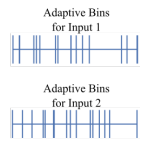 Adaptive Bins
for Input 1
Adaptive Bins
for Input 2